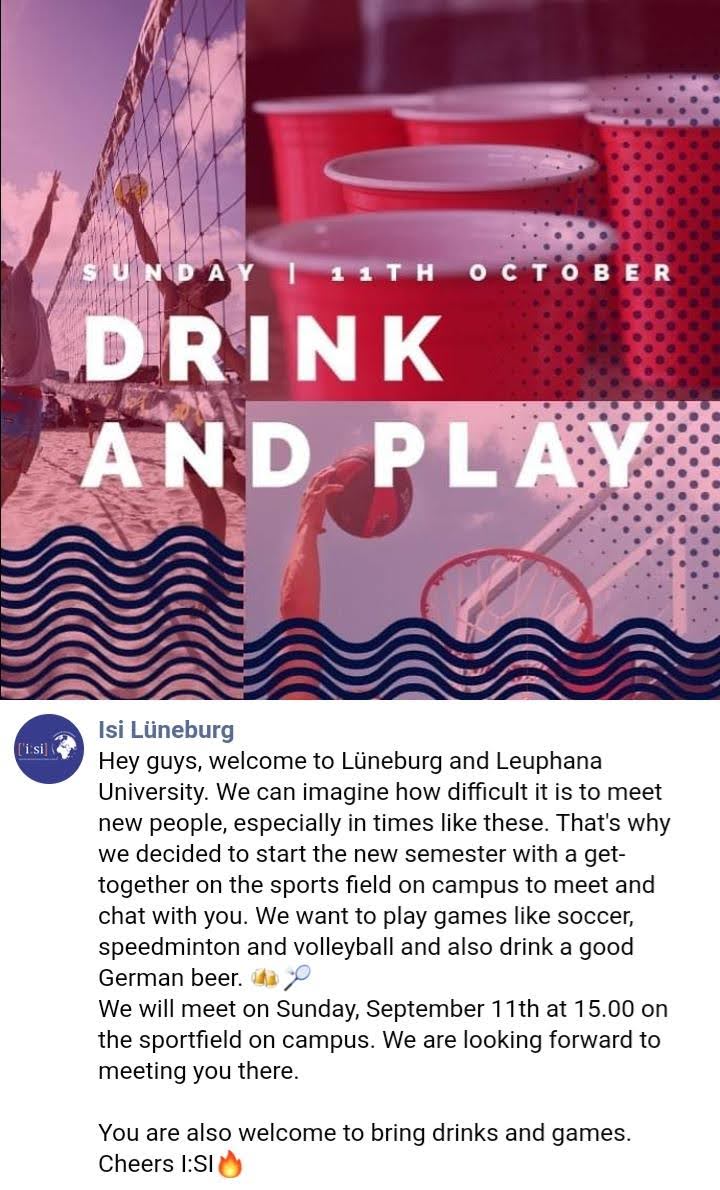 SUNDAY | 11TH OCTOBER
DRINK
AND PLAY
['i:si]
Isi Lüneburg
Hey guys, welcome to Lüneburg and Leuphana
University. We can imagine how difficult it is to meet
new people, especially in times like these. That's why
we decided to start the new semester with a get-
together on the sports field on campus to meet and
chat with you. We want to play games like soccer,
speedminton and volleyball and also drink a good
German beer. 🍻🏸
We will meet on Sunday, September 11th at 15.00 on
the sportfield on campus. We are looking forward to
meeting you there.
You are also welcome to bring drinks and games.
Cheers I:SI🔥